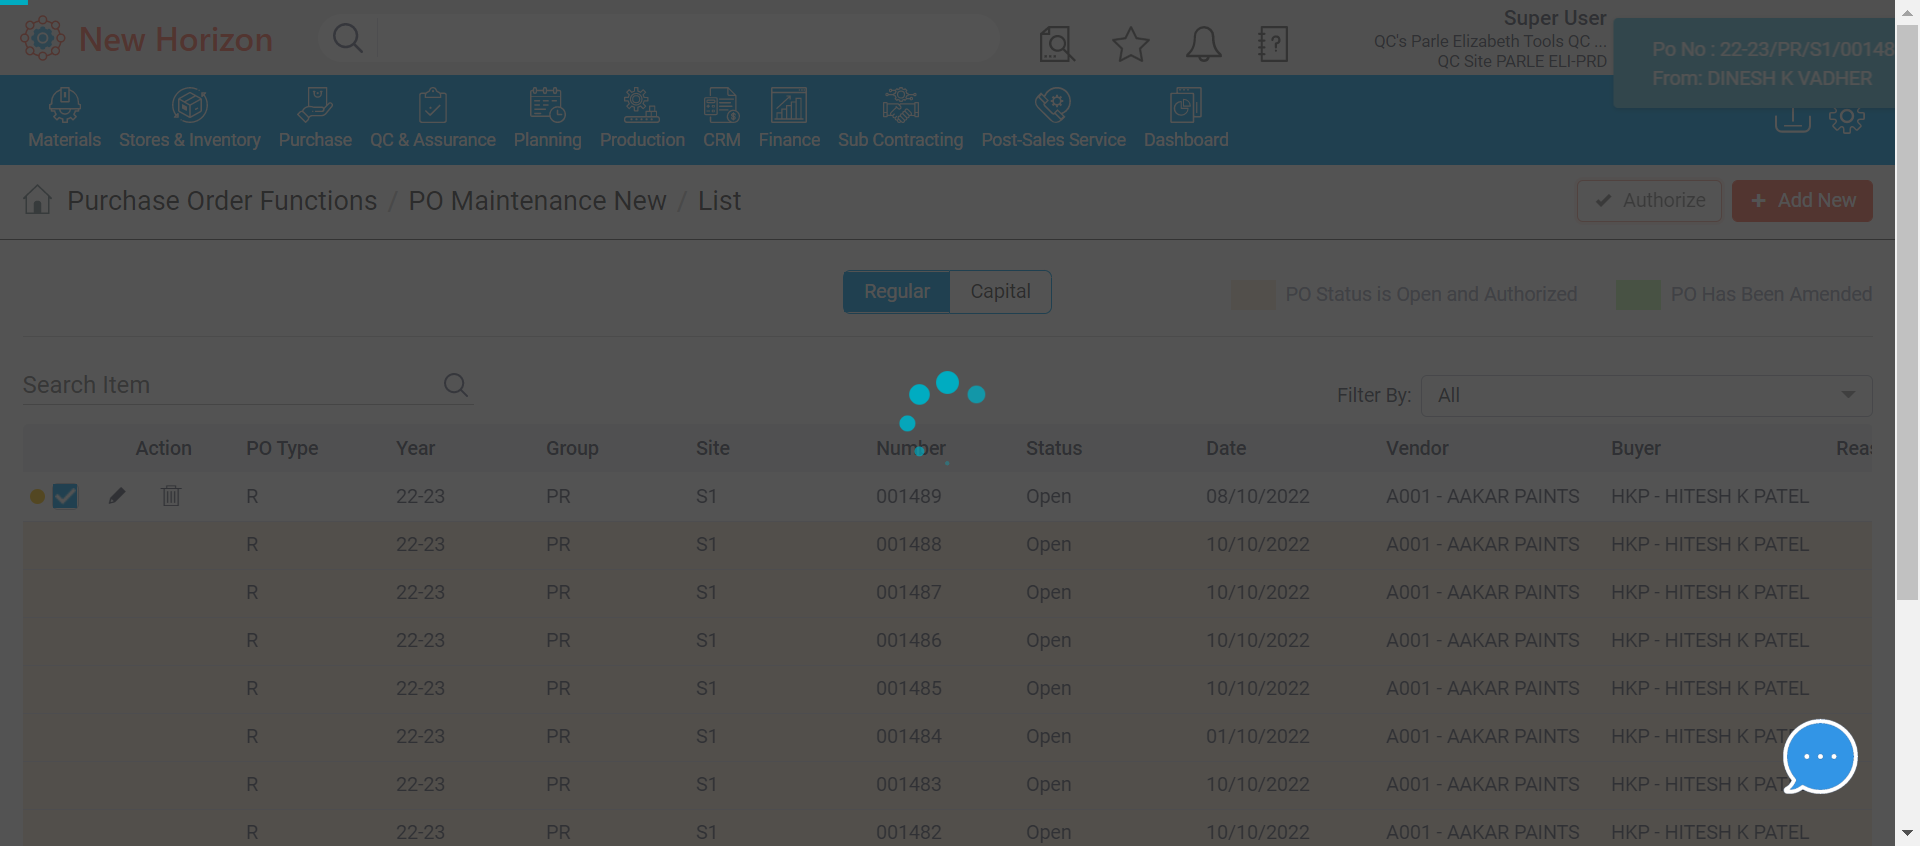 New Horizon
Super User
QC's Parle Elizabeth Tools QC ...
QC Site PARLE ELI-PRD
Po No : 22-23/PR/S1/00148
From: DINESH K VADHER
Materials Stores & Inventory Purchase QC & Assurance Planning Production CRM Finance Sub Contracting Post-Sales Service Dashboard
Purchase Order Functions / PO Maintenance New / List
Authorize
+ Add New
Regular Capital
PO Status is Open and Authorized PO Has Been Amended
Search Item
Filter By: All
Action PO Type Year Group Site Number Status Date Vendor Buyer Reas
R 22-23 PR S1 001489 Open 08/10/2022 A001 - AAKAR PAINTS HKP - HITESH K PATEL
R 22-23 PR S1 001488 Open 10/10/2022 A001 - AAKAR PAINTS HKP - HITESH K PATEL
R 22-23 PR S1 001487 Open 10/10/2022 A001 - AAKAR PAINTS HKP - HITESH K PATEL
R 22-23 PR S1 001486 Open 10/10/2022 A001 - AAKAR PAINTS HKP - HITESH K PATEL
R 22-23 PR S1 001485 Open 10/10/2022 A001 - AAKAR PAINTS HKP - HITESH K PATEL
R 22-23 PR S1 001484 Open 01/10/2022 A001 - AAKAR PAINTS HKP - HITESH K PAT
R 22-23 PR S1 001483 Open 10/10/2022 A001 - AAKAR PAINTS HKP - HITESH K PAT
R 22-23 PR S1 001482 Open 10/10/2022 A001 - AAKAR PAINTS HKP - HITESH K PATEL